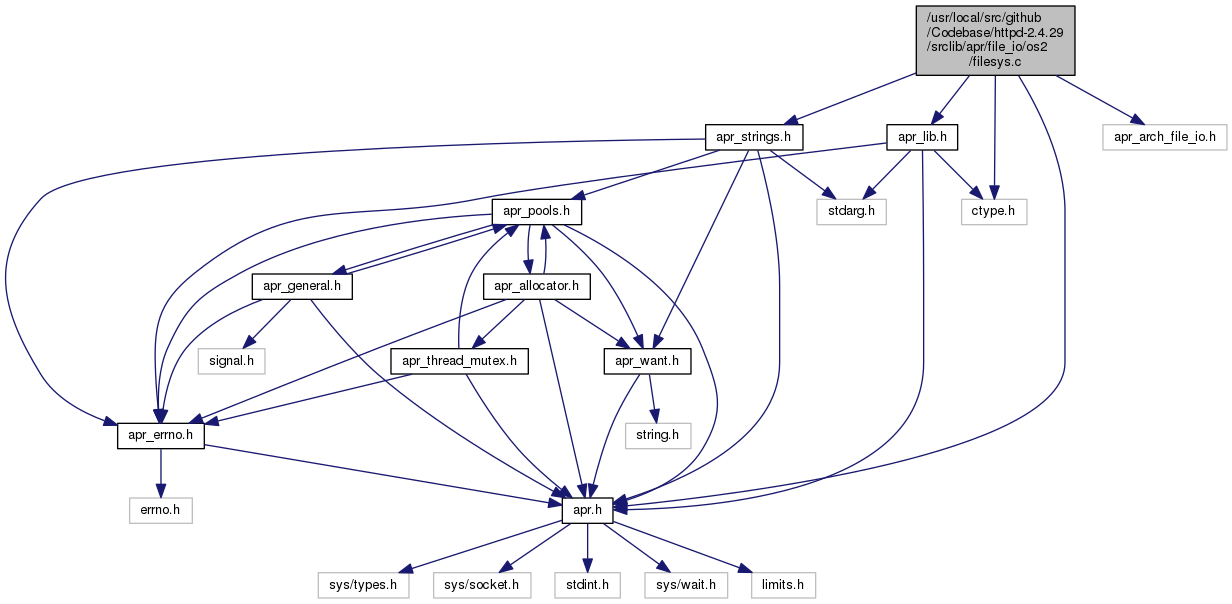 /usr/local/src/github
/Codebase/httpd-2.4.29
/srclib/apr/file_io/os2
/filesys.c
apr_strings.h
apr_lib.h
apr_arch_file_io.h
apr_pools.h
stdarg.h
ctype.h
apr_general.h
apr_allocator.h
signal.h
apr_thread_mutex.h
apr_want.h
apr_errno.h
string.h
errno.h
apr.h
sys/types.h
sys/socket.h
stdint.h
sys/wait.h
limits.h